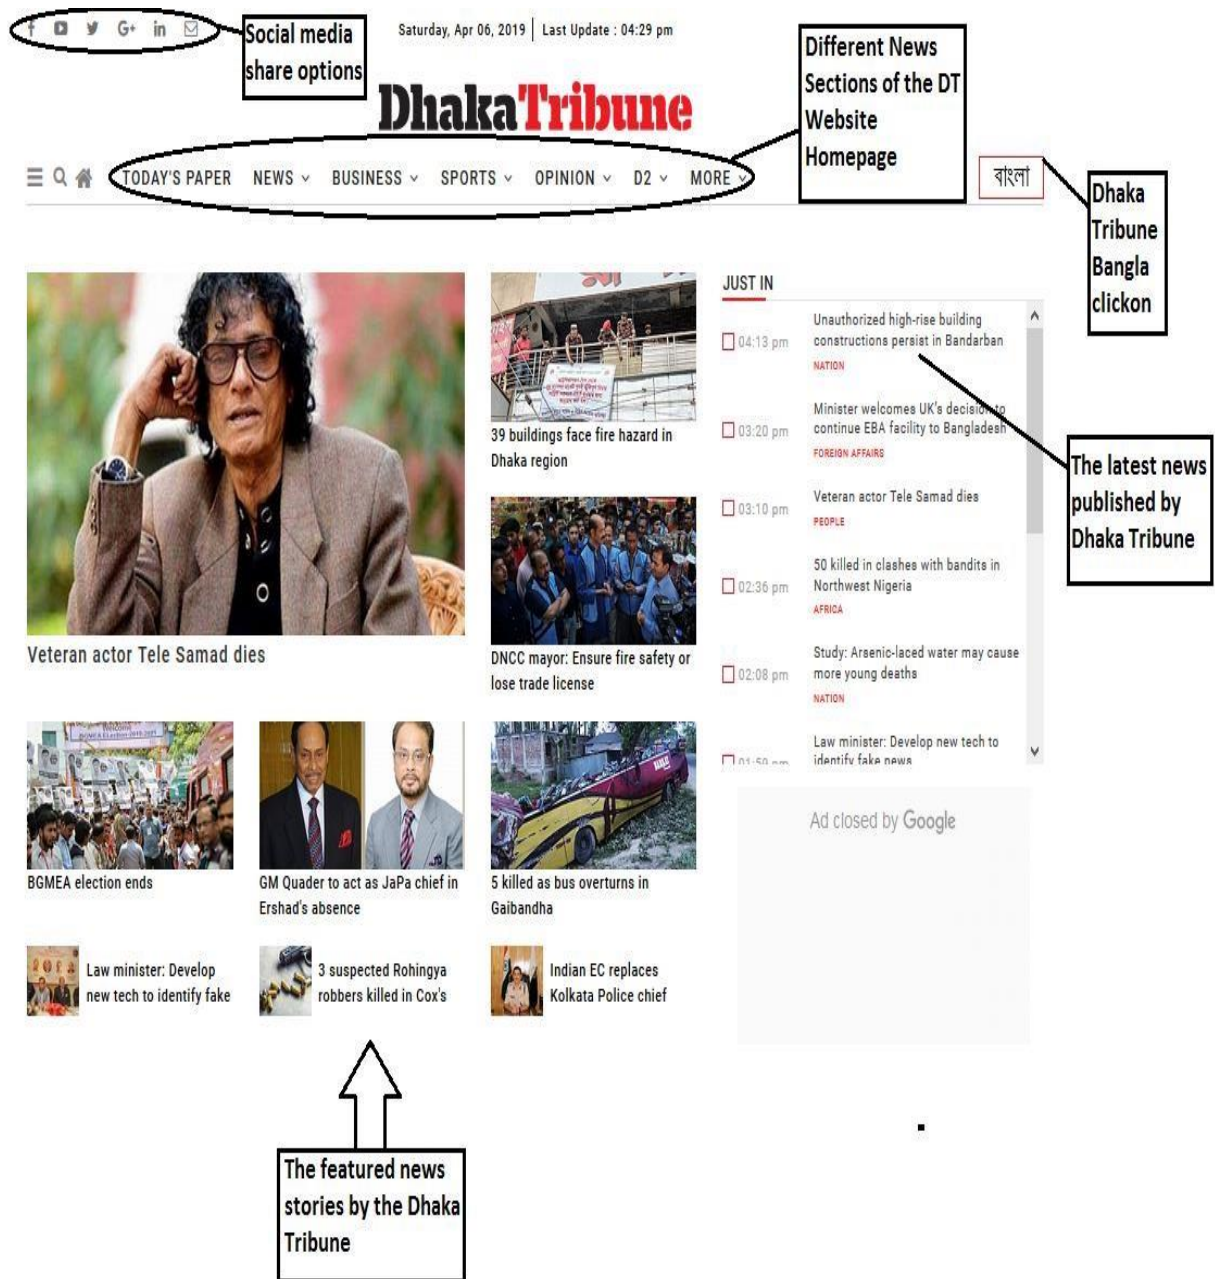 f G+ in
Social media
share options
Saturday, Apr 06, 2019 | Last Update : 04:29 pm
DhakaTribune
Different News
Sections of the DT
Website
Homepage
TODAY'S PAPER NEWS BUSINESS SPORTS OPINION D2 MORE
বাংলা
Dhaka
Tribune
Bangla
clickon
39 buildings face fire hazard in
Dhaka region
DNCC mayor: Ensure fire safety or
lose trade license
Veteran actor Tele Samad dies
JUST IN
04:13 pm
Unauthorized high-rise building
constructions persist in Bandarban
NATION
03:20 pm
Minister welcomes UK's decision to
continue EBA facility to Bangladesh
FOREIGN AFFAIRS
03:10 pm
Veteran actor Tele Samad dies
PEOPLE
02:36 pm
50 killed in clashes with bandits in
Northwest Nigeria
AFRICA
02:08 pm
Study: Arsenic-laced water may cause
more young deaths
NATION
01:59 pm
Law minister: Develop new tech to
identify fake news
The latest news
published by
Dhaka Tribune
Welcome
BGMEA election ends
GM Quader to act as JaPa chief in
Ershad's absence
5 killed as bus overturns in
Gaibandha
Law minister: Develop
new tech to identify fake
3 suspected Rohingya
robbers killed in Cox's
Indian EC replaces
Kolkata Police chief
Ad closed by Google
The featured news
stories by the Dhaka
Tribune